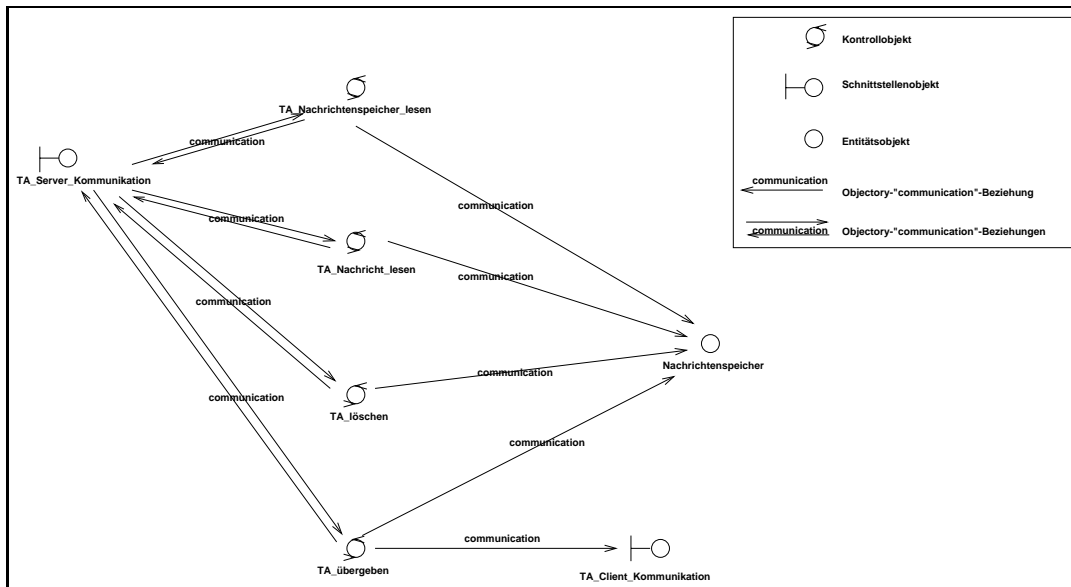 Kontrollobjekt
Schnittstellenobjekt
Entitätsobjekt
communication
Objectory-"communication"-Beziehung
communication
Objectory-"communication"-Beziehungen
TA_Nachrichtenspeicher_lesen
communication
TA_Server_Kommunikation
communication
communication
TA_Nachricht_lesen
communication
communication
Nachrichtenspeicher
communication
communication
TA_löschen
communication
communication
TA_übergeben
TA_Client_Kommunikation